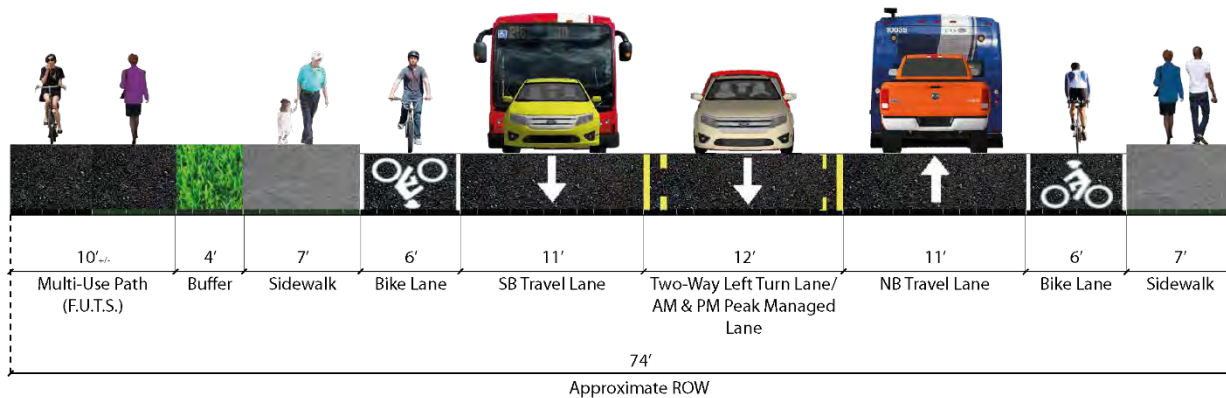 10039
10'+/-
4'
7'
6'
11'
12'
11'
6'
7'
Multi-Use Path
(F.U.T.S.)
Buffer
Sidewalk
Bike Lane
SB Travel Lane
Two-Way Left Turn Lane/
AM & PM Peak Managed
Lane
NB Travel Lane
Bike Lane
Sidewalk
74'
Approximate ROW